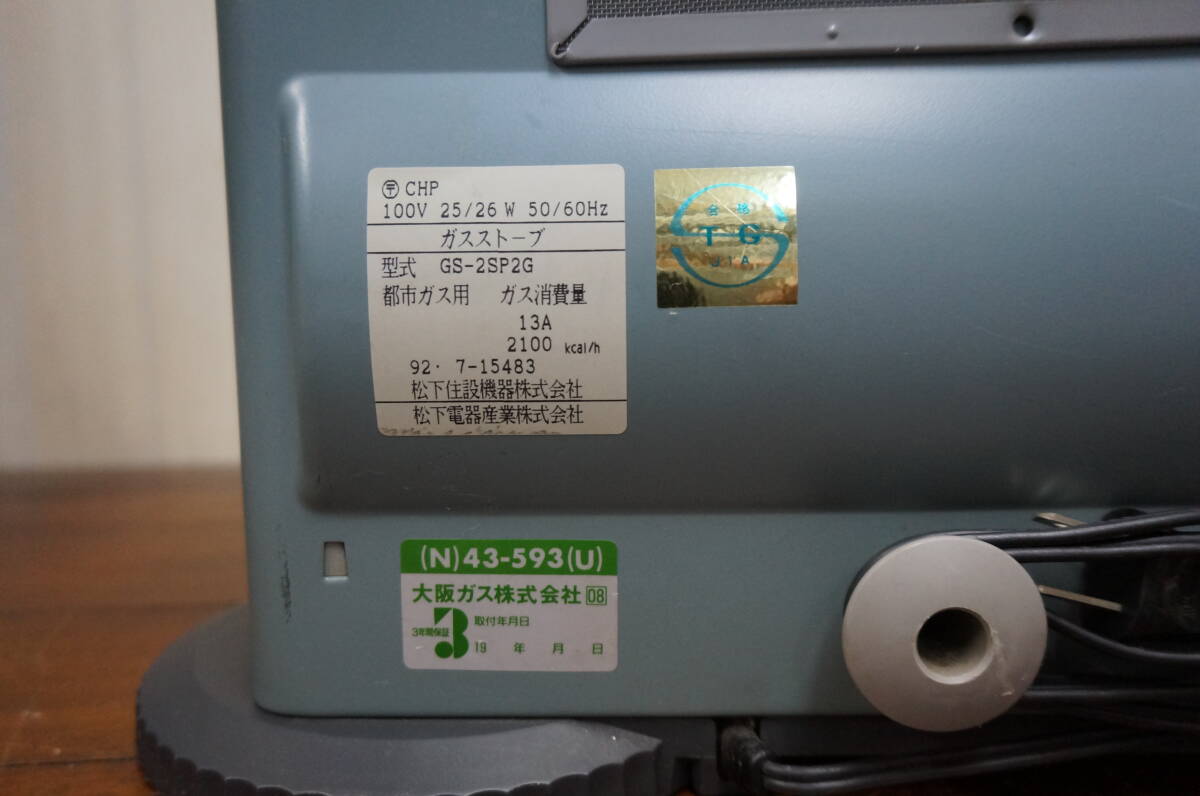 〒 CHP
100V 25/26 W 50/60Hz
ガスストーブ
型式 GS-2SP2G
都市ガス用 ガス消費量
13A
2100 kcal/h
92. 7-15483
松下住設機器株式会社
松下電器産業株式会社
合格
TG
JIA
(N)43-593(U)
大阪ガス株式会社 08
3年間保証 3 取付年月日
19 年 月 日